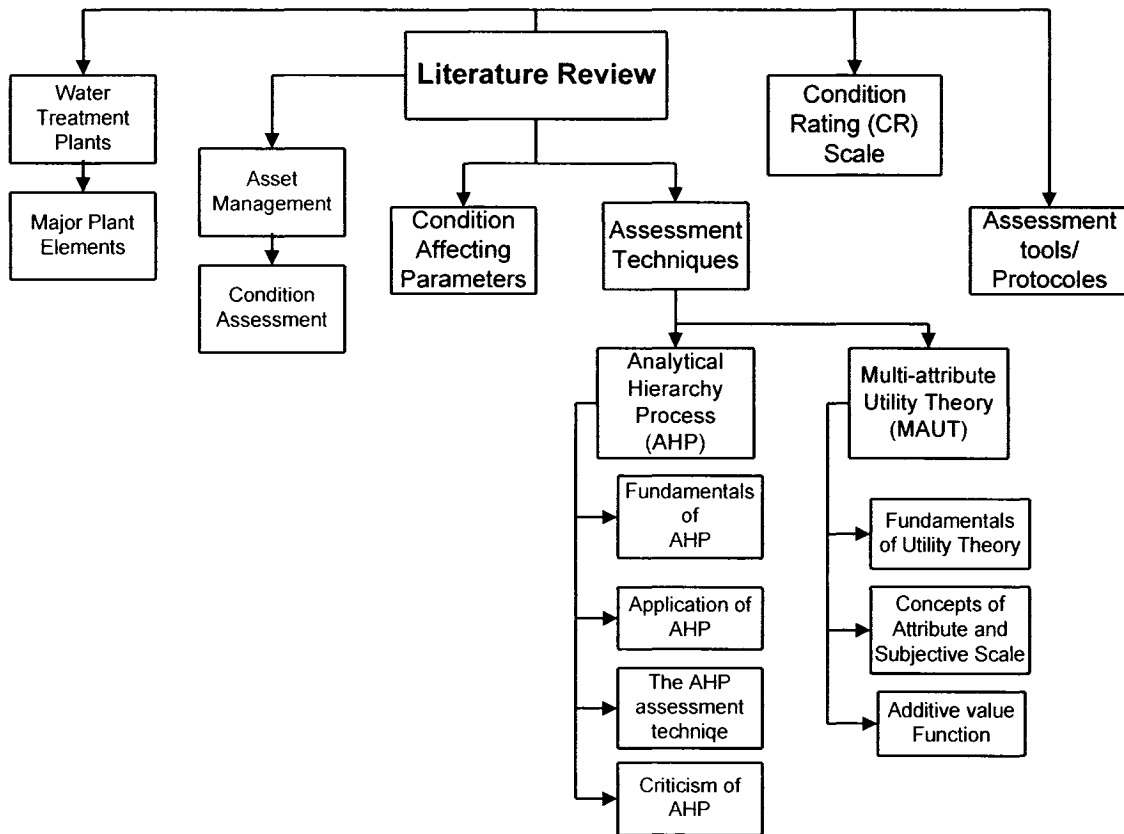 Literature Review
Water
Treatment
Plants
Major Plant
Elements
Asset
Management
Condition
Assessment
Condition
Affecting
Parameters
Assessment
Techniques
Condition
Rating (CR)
Scale
Assessment
tools/
Protocoles
Analytical
Hierarchy
Process
(AHP)
Fundamentals
of
AHP
Application of
AHP
The AHP
assessment
techniqe
Criticism of
AHP
Multi-attribute
Utility Theory
(MAUT)
Fundamentals
of Utility Theory
Concepts of
Attribute and
Subjective Scale
Additive value
Function